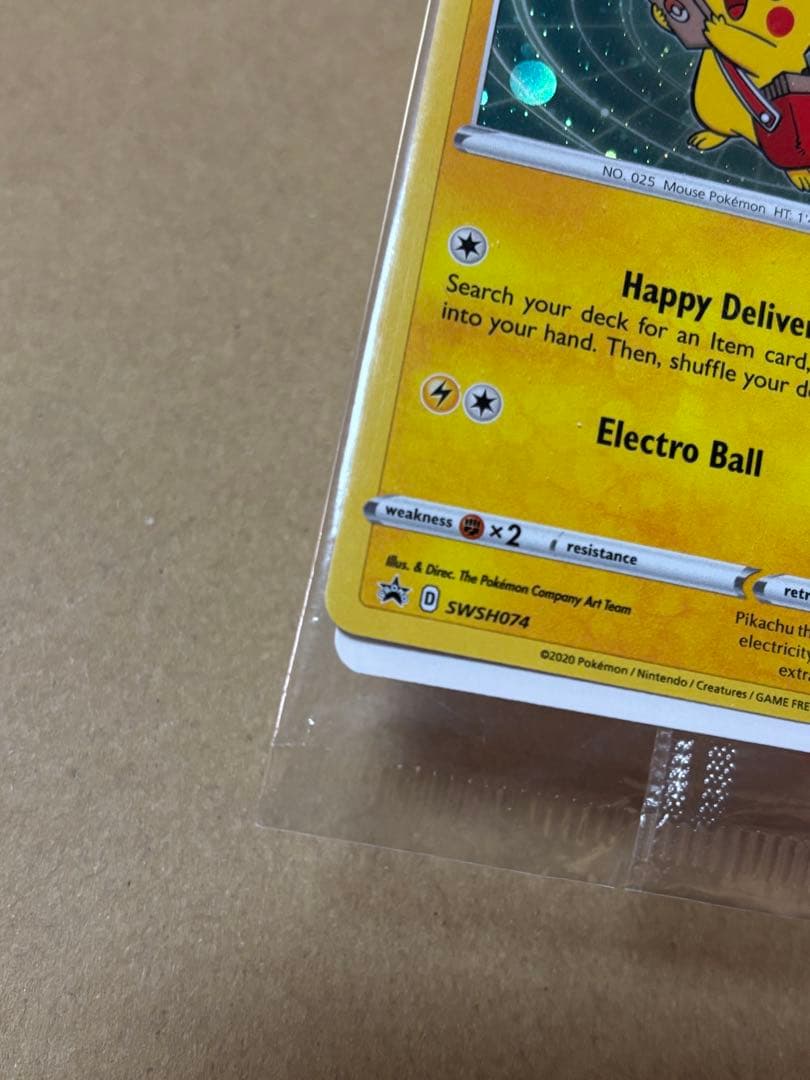 NO. 025 Mouse Pokémon HT: 1'
Happy Deliver
Search your deck for an Item card,
into your hand. Then, shuffle your d
Electro Ball
weakness ×2 resistance
retr
Illus. & Direc. The Pokémon Company Art Team
D SWSH074
Pikachu th
electricity
extr
©2020 Pokémon / Nintendo / Creatures / GAME FRE